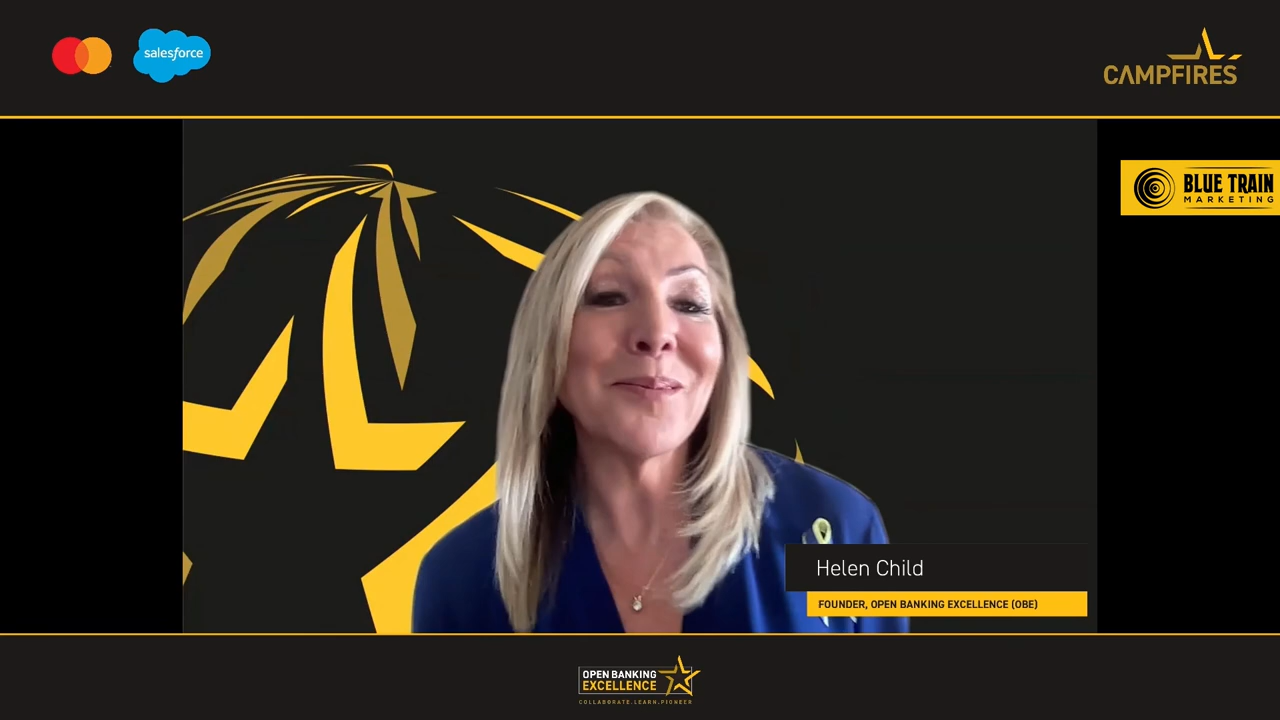 salesforce
CAMPFIRES
BLUE TRAIN
MARKETING
Helen Child
FOUNDER, OPEN BANKING EXCELLENCE (OBE)
OPEN BANKING
EXCELLENCE
COLLABORATE.LEARN.PIONEER